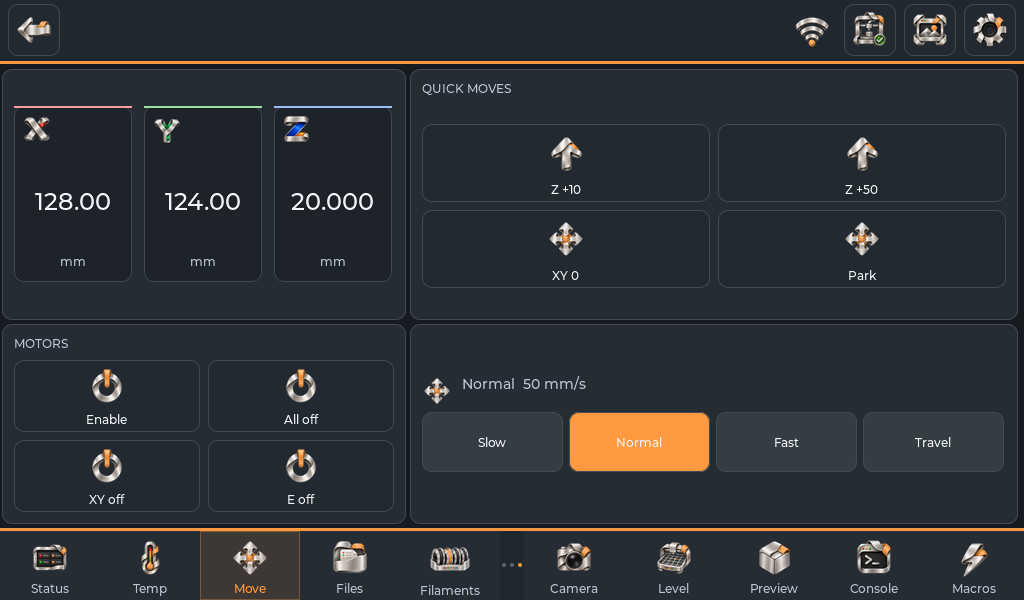 X
Y
Z
128.00
124.00
20.000
mm
mm
mm
QUICK MOVES
Z +10
Z +50
XY 0
Park
MOTORS
Enable
All off
XY off
E off
Normal 50 mm/s
Slow
Normal
Fast
Travel
Status
Temp
Move
Files
Filaments
Camera
Level
Preview
Console
Macros